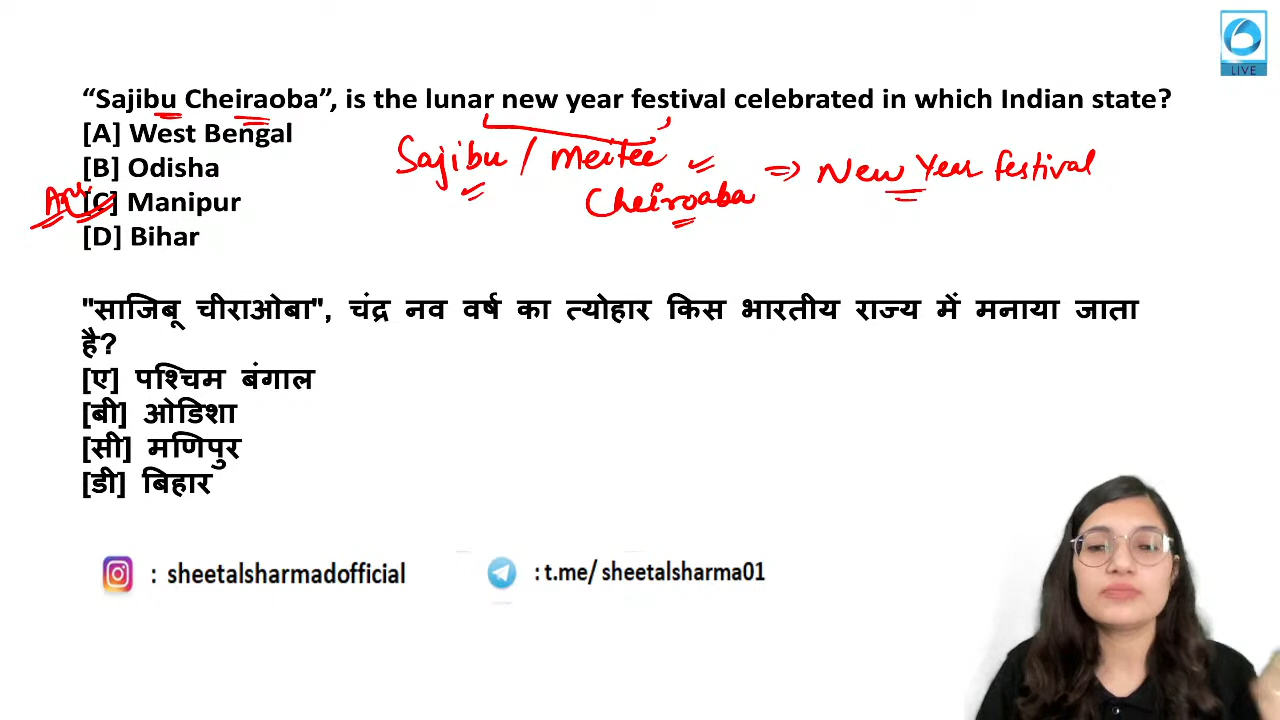 LIVE
“Sajibu Cheiraoba”, is the lunar new year festival celebrated in which Indian state?
[A] West Bengal
[B] Odisha
Sajibu / Meitee => New Year festival
Cheiroaba
Ans [C] Manipur
[D] Bihar
"साजिबू चीराओबा", चंद्र नव वर्ष का त्योहार किस भारतीय राज्य में मनाया जाता
है?
[ए] पश्चिम बंगाल
[बी] ओडिशा
[सी] मणिपुर
[डी] बिहार
: sheetalsharmadofficial
: t.me/ sheetalsharma01